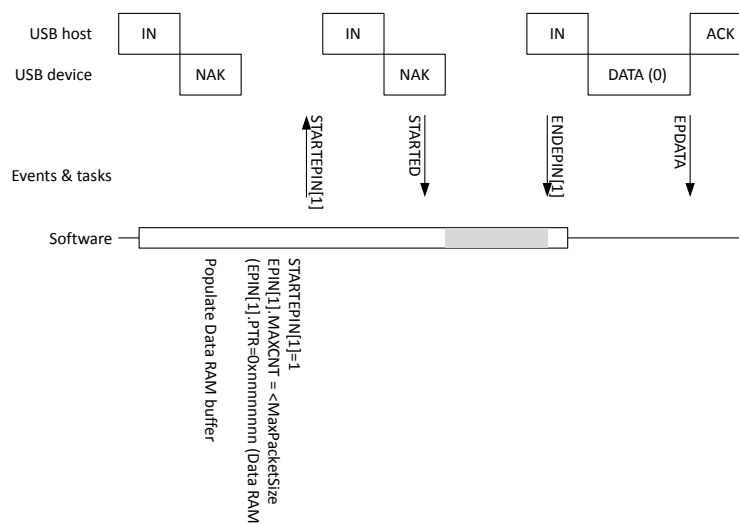 USB host IN IN IN ACK
USB device NAK NAK DATA (0)
STARTEPIN[1]
STARTED
ENDEPIN[1]
EPDATA
Events & tasks
Software
Populate Data RAM buffer
STARTEPIN[1]=1
EPIN[1].MAXCNT = <MaxPacketSize
(EPIN[1].PTR=0xnnnnnnnn (Data RAM